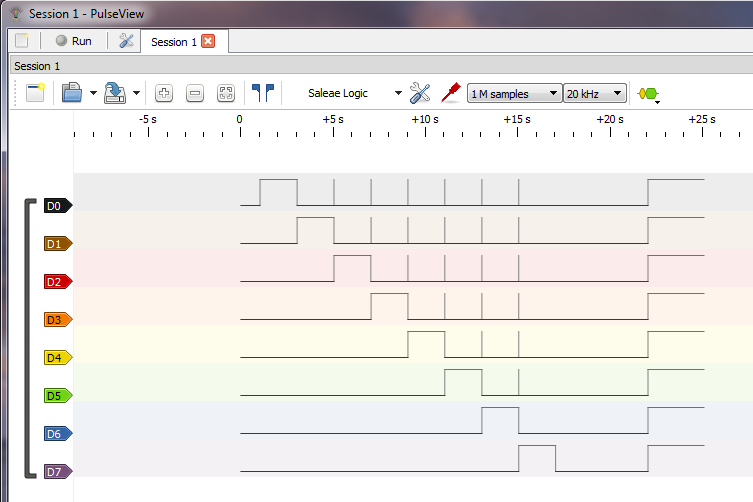 Session 1 - PulseView
Run
Session 1
Session 1
Saleae Logic
1 M samples
20 kHz
-5 s
0
+5 s
+10 s
+15 s
+20 s
+25 s
D0
D1
D2
D3
D4
D5
D6
D7